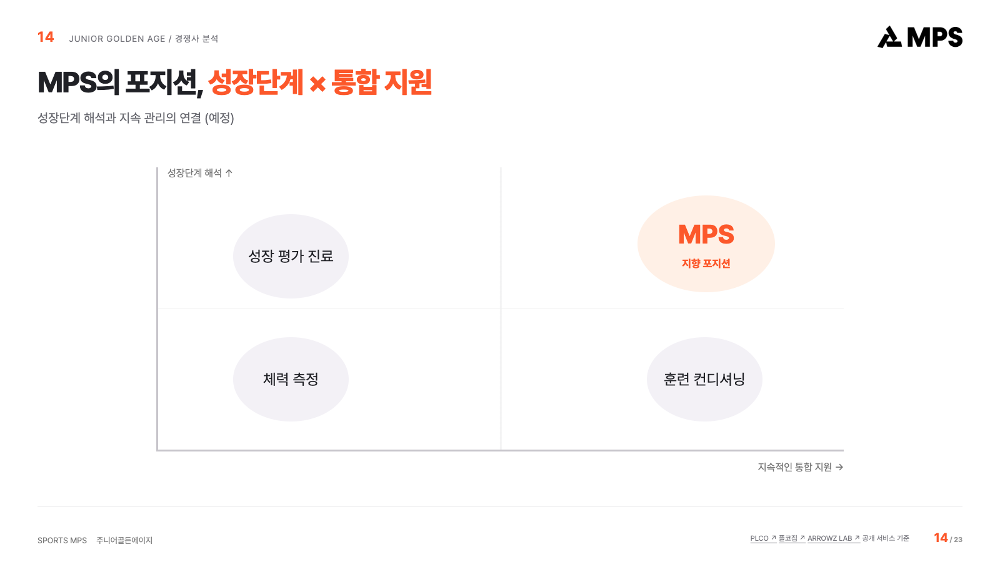 14 JUNIOR GOLDEN AGE / 경쟁사 분석
MPS
MPS의 포지션, 성장단계 × 통합 지원
성장단계 해석과 지속 관리의 연결 (예정)
성장단계 해석 ↑
성장 평가 진료
MPS
지향 포지션
체력 측정
훈련 컨디셔닝
지속적인 통합 지원 →
SPORTS MPS 주니어골든에이지
PLCO ↗ 플코짐 ↗ ARROWZ LAB ↗ 공개 서비스 기준
14 / 23